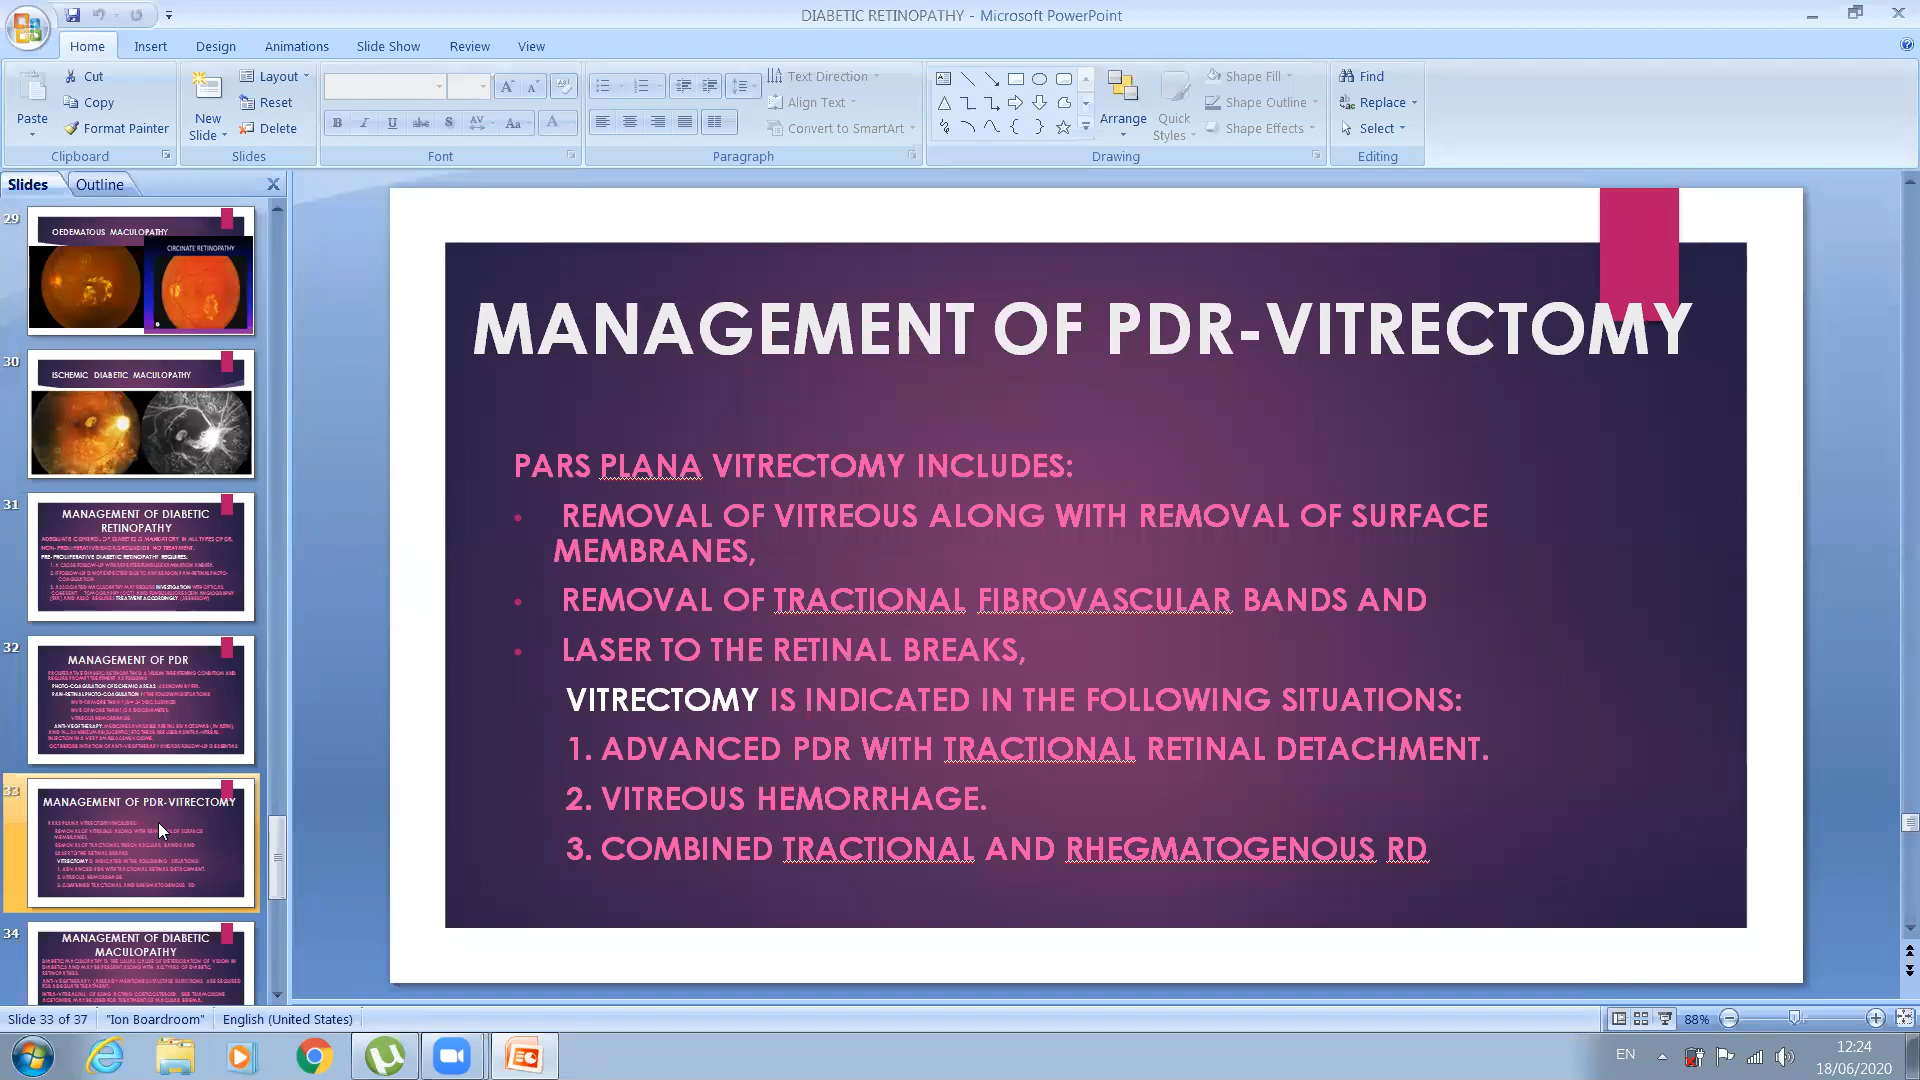 DIABETIC RETINOPATHY - Microsoft PowerPoint
Home Insert Design Animations Slide Show Review View
Paste
Cut
Copy
Format Painter
Clipboard
New Slide
Layout
Reset
Delete
Slides
Font
Text Direction
Align Text
Convert to SmartArt
Paragraph
Arrange
Quick Styles
Shape Fill
Shape Outline
Shape Effects
Drawing
Find
Replace
Select
Editing
Slides Outline
29
OEDEMATOUS MACULOPATHY
CIRCINATE RETINOPATHY
30
ISCHEMIC DIABETIC MACULOPATHY
31
MANAGEMENT OF DIABETIC
RETINOPATHY
32
MANAGEMENT OF PDR
33
MANAGEMENT OF PDR-VITRECTOMY
34
MANAGEMENT OF DIABETIC
MACULOPATHY
MANAGEMENT OF PDR-VITRECTOMY
PARS PLANA VITRECTOMY INCLUDES:
• REMOVAL OF VITREOUS ALONG WITH REMOVAL OF SURFACE
MEMBRANES,
• REMOVAL OF TRACTIONAL FIBROVASCULAR BANDS AND
• LASER TO THE RETINAL BREAKS,
VITRECTOMY IS INDICATED IN THE FOLLOWING SITUATIONS:
1. ADVANCED PDR WITH TRACTIONAL RETINAL DETACHMENT.
2. VITREOUS HEMORRHAGE.
3. COMBINED TRACTIONAL AND RHEGMATOGENOUS RD
Slide 33 of 37 "Ion Boardroom" English (United States)
88%
EN
12:24
18/06/2020